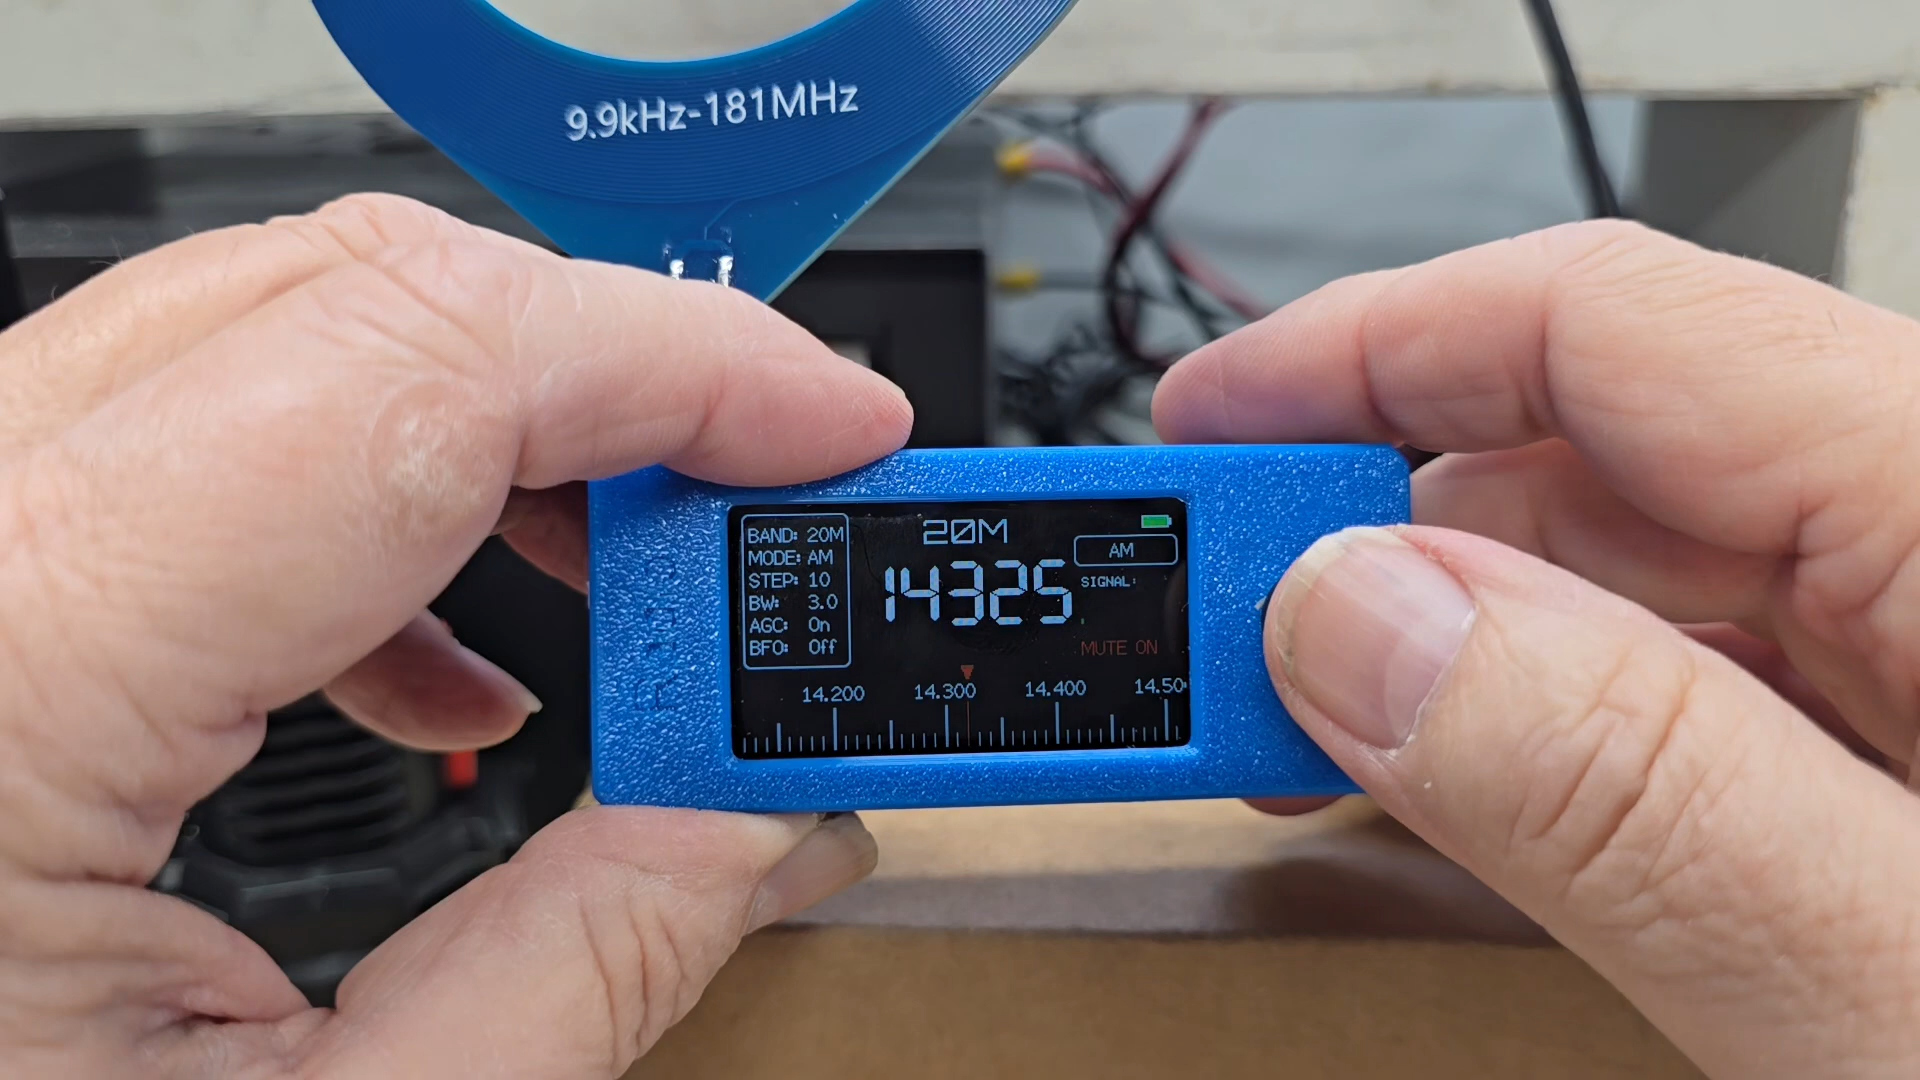 9.9kHz-181MHz
BAND: 20M
MODE: AM
STEP: 10
BW: 3.0
AGC: On
BFO: Off
20M
14325
AM
SIGNAL:
MUTE ON
14.200 14.300 14.400 14.50